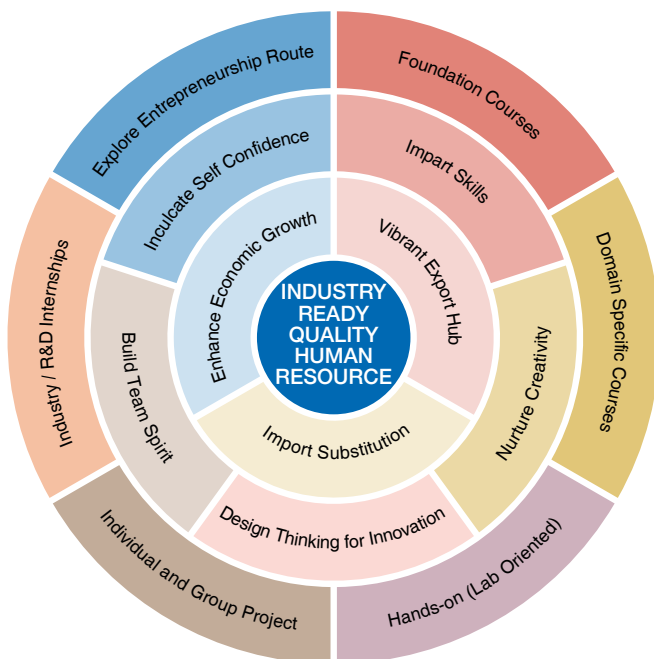 Explore Entrepreneurship Route
Foundation Courses
Domain Specific Courses
Hands-on (Lab Oriented)
Individual and Group Project
Industry / R&D Internships
Inculcate Self Confidence
Impart Skills
Nurture Creativity
Design Thinking for Innovation
Build Team Spirit
Enhance Economic Growth
Vibrant Export Hub
Import Substitution
INDUSTRY
READY
QUALITY
HUMAN
RESOURCE